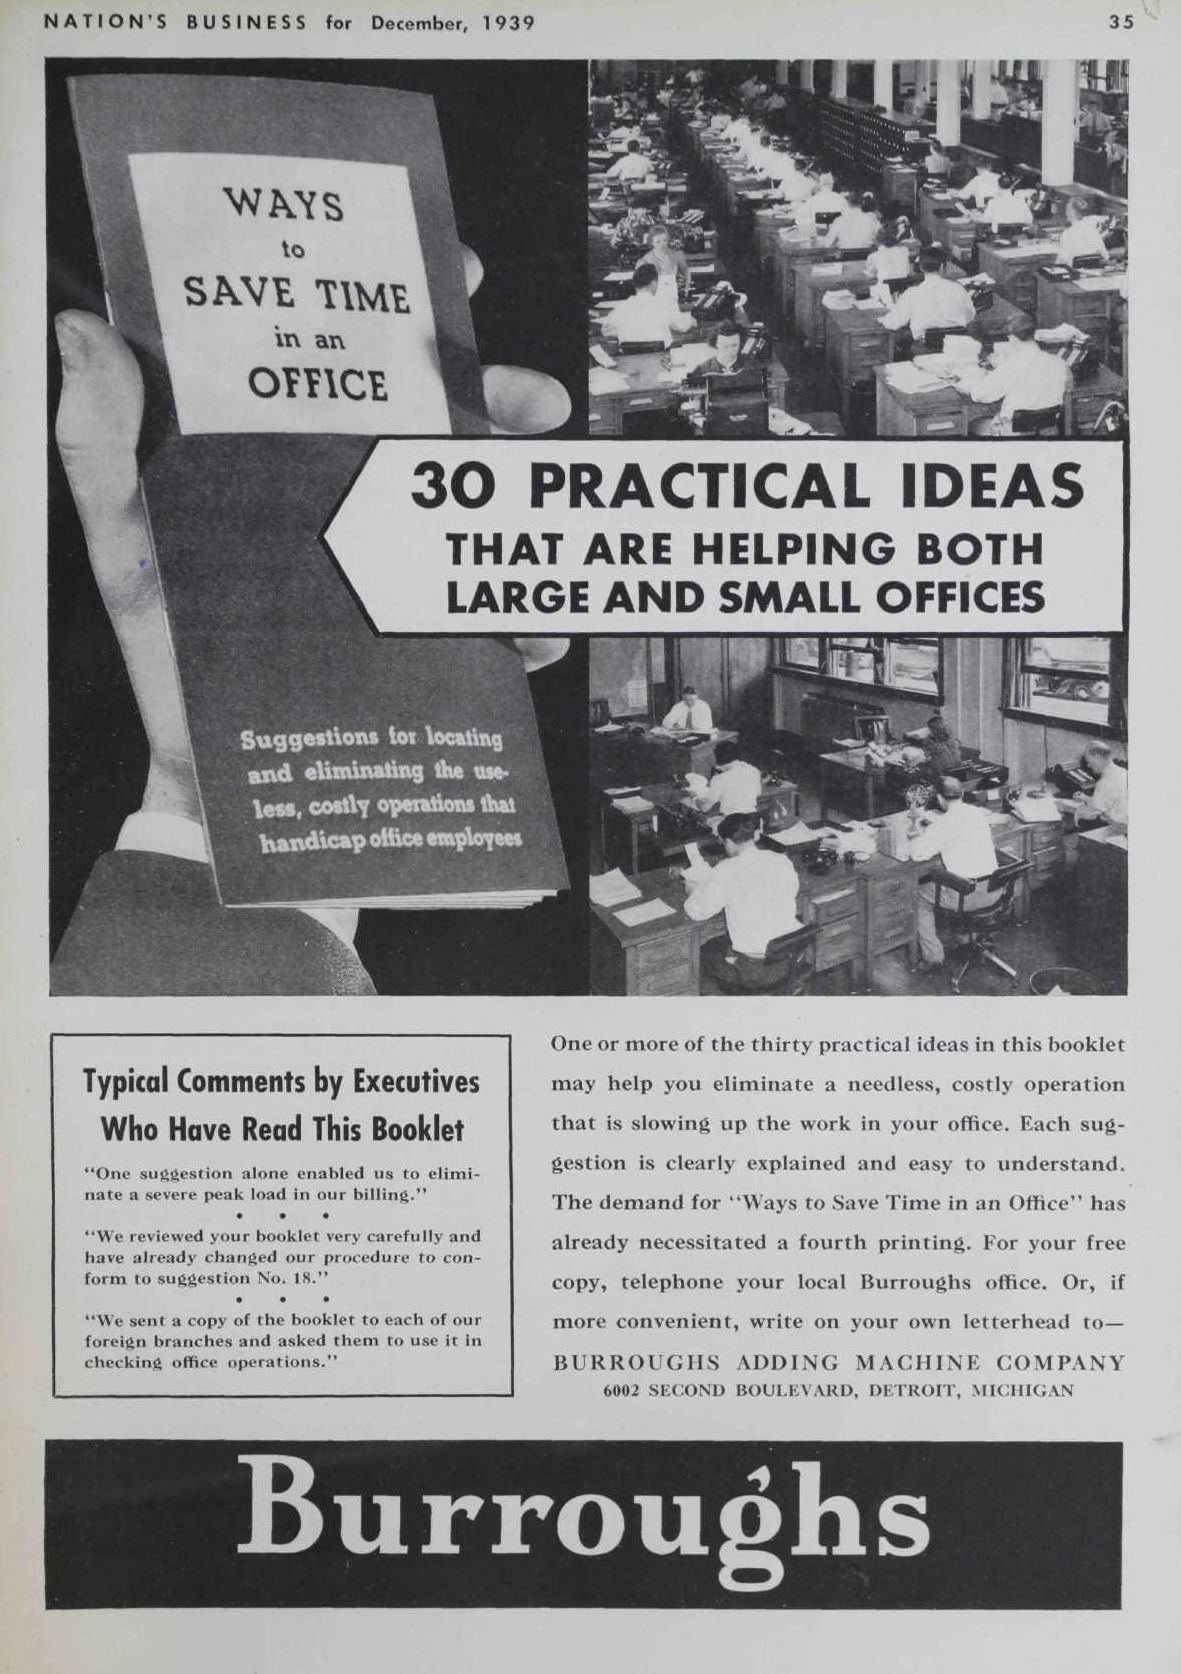 NATION'S BUSINESS for December, 1939
35
WAYS
to
SAVE TIME
in an
OFFICE
30 PRACTICAL IDEAS
THAT ARE HELPING BOTH
LARGE AND SMALL OFFICES
Suggestions for locating
and eliminating the use-
less, costly operations that
handicap office employees
Typical Comments by Executives
Who Have Read This Booklet
"One suggestion alone enabled us to elimi-
nate a severe peak load in our billing."
• • •
"We reviewed your booklet very carefully and
have already changed our procedure to con-
form to suggestion No. 18."
• • •
"We sent a copy of the booklet to each of our
foreign branches and asked them to use it in
checking office operations."
One or more of the thirty practical ideas in this booklet
may help you eliminate a needless, costly operation
that is slowing up the work in your office. Each sug-
gestion is clearly explained and easy to understand.
The demand for "Ways to Save Time in an Office" has
already necessitated a fourth printing. For your free
copy, telephone your local Burroughs office. Or, if
more convenient, write on your own letterhead to—
BURROUGHS ADDING MACHINE COMPANY
6002 SECOND BOULEVARD, DETROIT, MICHIGAN
Burroughs